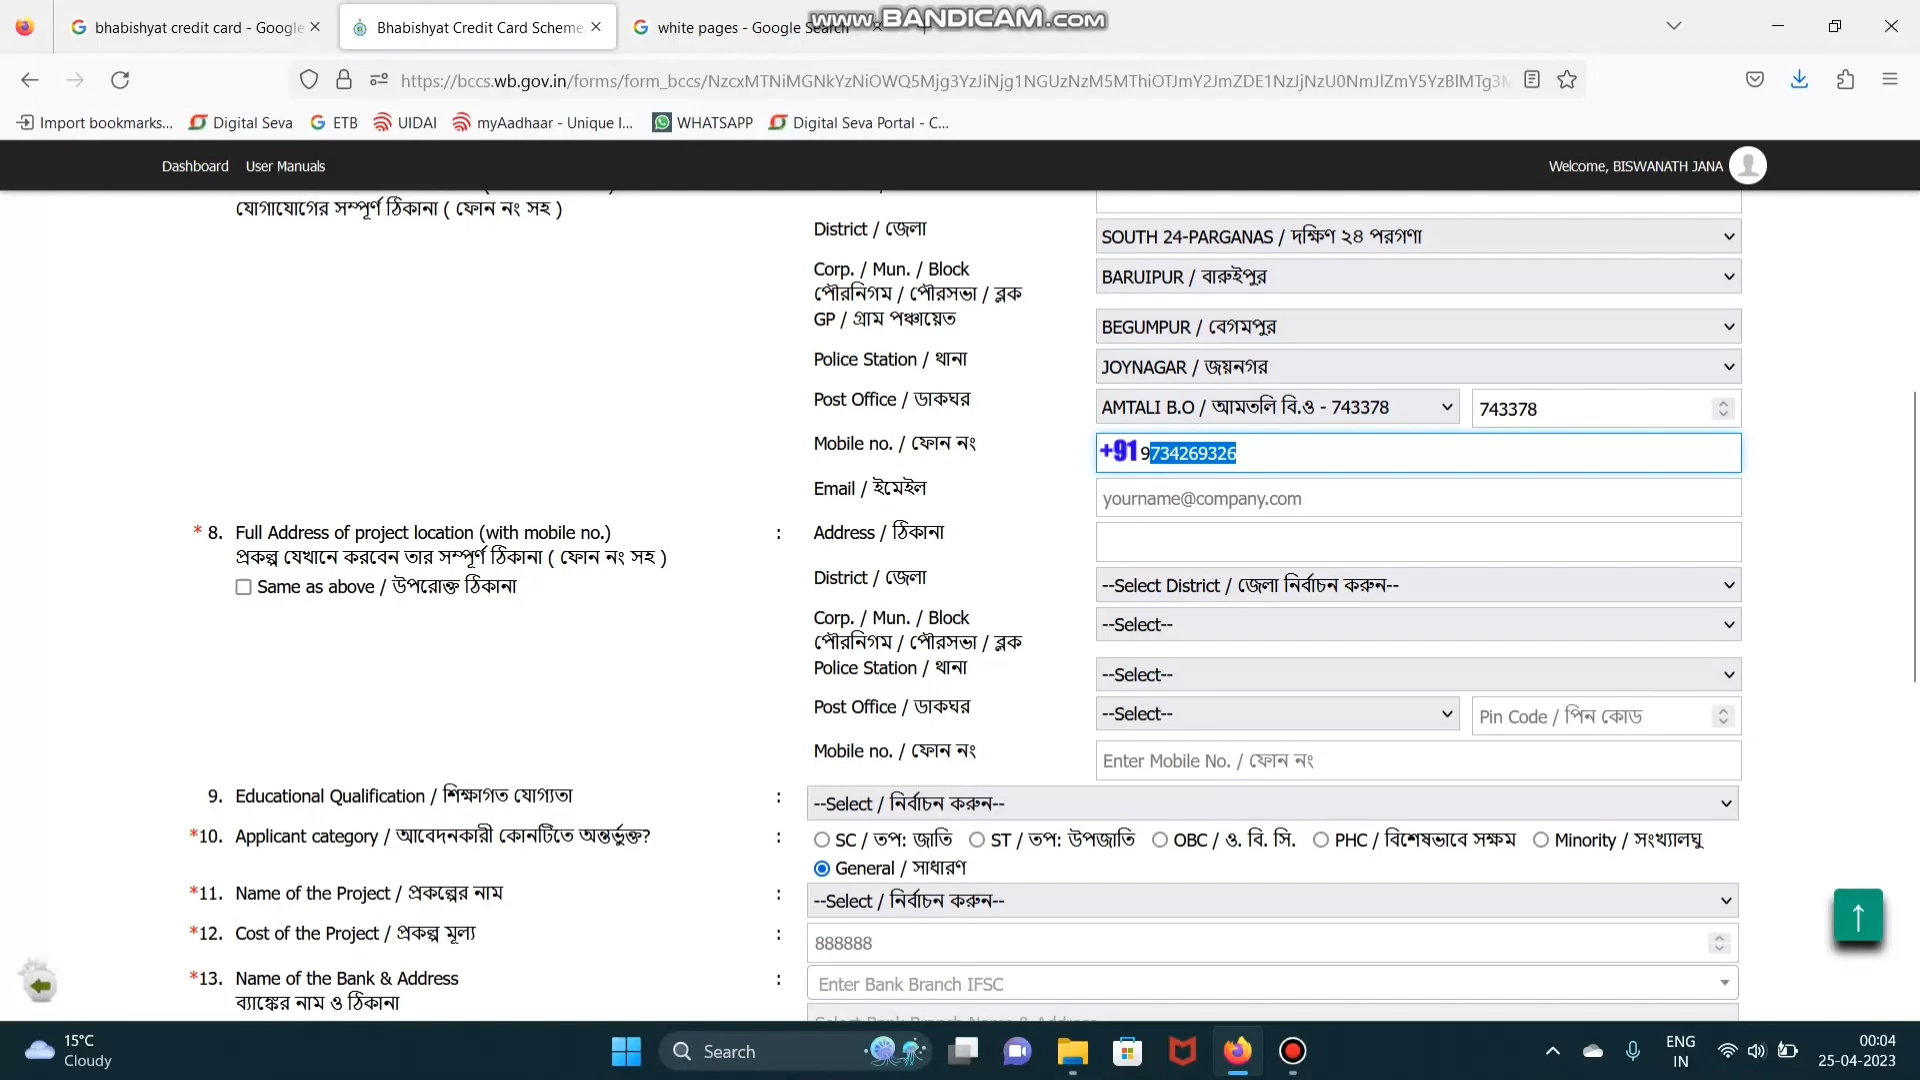 www.BANDICAM.com
bhabishyat credit card - Google
Bhabishyat Credit Card Scheme
white pages - Google Search
https://bccs.wb.gov.in/forms/form_bccs/
Import bookmarks...
Digital Seva
ETB
UIDAI
myAadhaar - Unique I...
WHATSAPP
Digital Seva Portal - C...
Dashboard
User Manuals
Welcome, BISWANATH JANA
যোগাযোগের সম্পূর্ণ ঠিকানা ( ফোন নং সহ )
District / জেলা
SOUTH 24-PARGANAS / দক্ষিণ ২৪ পরগণা
Corp. / Mun. / Block
BARUIPUR / বারুইপুর
পৌরনিগম / পৌরসভা / ব্লক
GP / গ্রাম পঞ্চায়েত
BEGUMPUR / বেগমপুর
Police Station / থানা
JOYNAGAR / জয়নগর
Post Office / ডাকঘর
AMTALI B.O / আমতলি বি.ও - 743378
743378
Mobile no. / ফোন নং
+91 9734269326
Email / ইমেইল
yourname@company.com
* 8. Full Address of project location (with mobile no.) :
প্রকল্প যেখানে করবেন তার সম্পূর্ণ ঠিকানা ( ফোন নং সহ )
Same as above / উপরোক্ত ঠিকানা
Address / ঠিকানা
District / জেলা
--Select District / জেলা নির্বাচন করুন--
Corp. / Mun. / Block
পৌরনিগম / পৌরসভা / ব্লক
--Select--
Police Station / থানা
--Select--
Post Office / ডাকঘর
--Select--
Pin Code / পিন কোড
Mobile no. / ফোন নং
Enter Mobile No. / ফোন নং
9. Educational Qualification / শিক্ষাগত যোগ্যতা :
--Select / নির্বাচন করুন--
*10. Applicant category / আবেদনকারী কোনটিতে অন্তর্ভুক্ত? :
SC / তপ: জাতি ST / তপ: উপজাতি OBC / ও. বি. সি. PHC / বিশেষভাবে সক্ষম Minority / সংখ্যালঘু
General / সাধারণ
*11. Name of the Project / প্রকল্পের নাম :
--Select / নির্বাচন করুন--
*12. Cost of the Project / প্রকল্প মূল্য :
888888
*13. Name of the Bank & Address :
ব্যাঙ্কের নাম ও ঠিকানা
Enter Bank Branch IFSC
15°C
Cloudy
Search
ENG
IN
00:04
25-04-2023